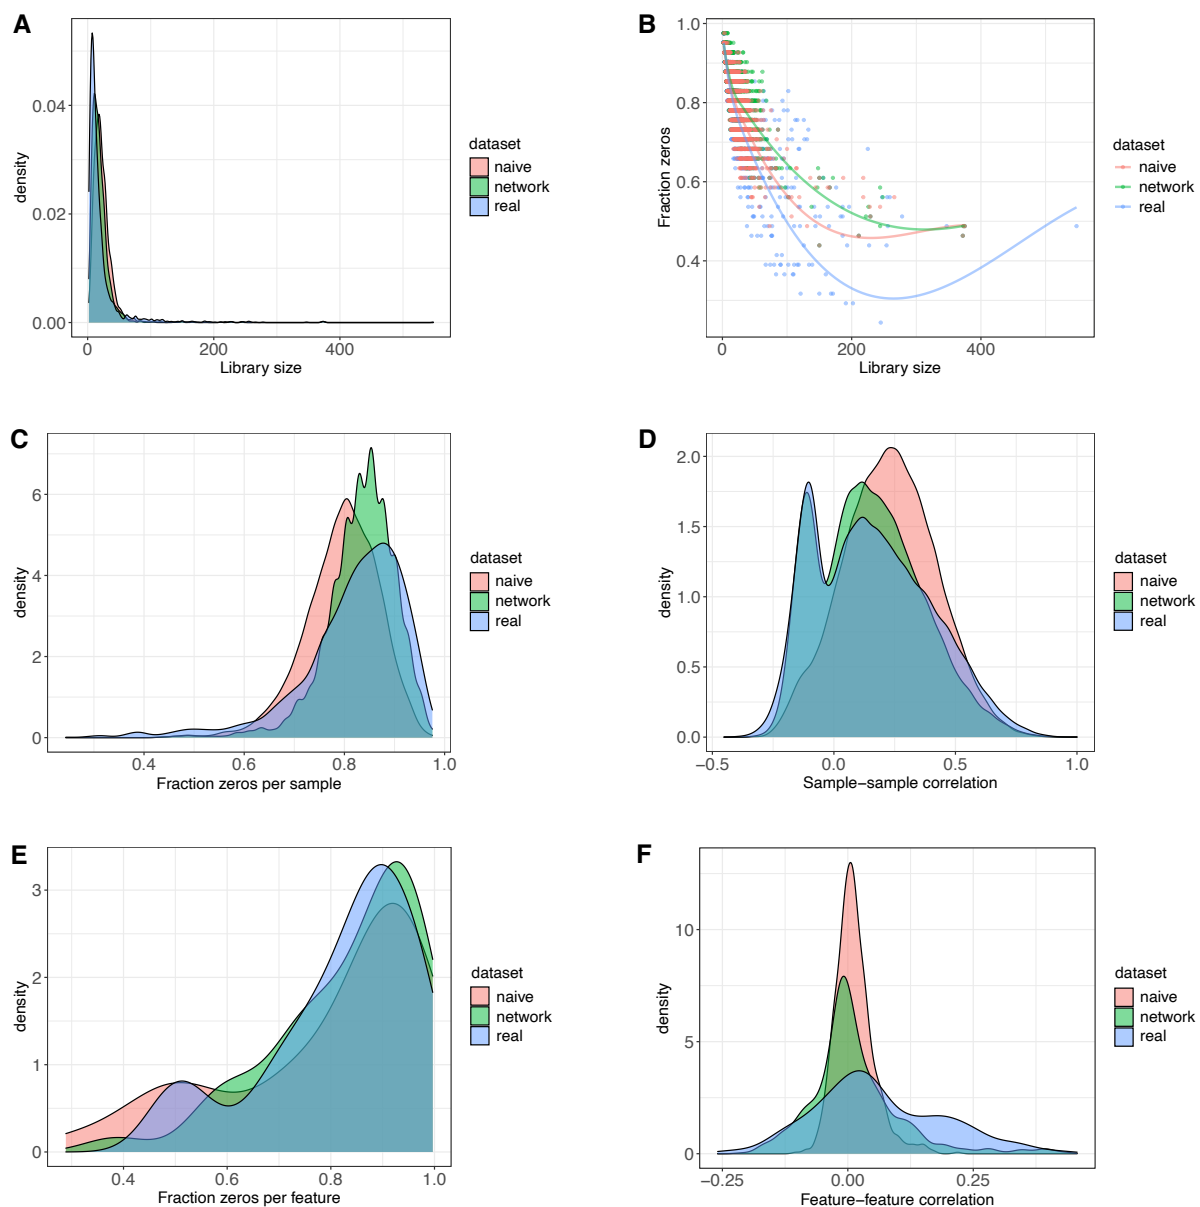 A
density
0.04
0.02
0.00
0
200
400
Library size
dataset
naive
network
real
B
Fraction zeros
1.0
0.8
0.6
0.4
0
200
400
Library size
dataset
naive
network
real
C
density
6
4
2
0
0.4
0.6
0.8
1.0
Fraction zeros per sample
dataset
naive
network
real
D
density
2.0
1.5
1.0
0.5
0.0
−0.5
0.0
0.5
1.0
Sample−sample correlation
dataset
naive
network
real
E
density
3
2
1
0
0.4
0.6
0.8
1.0
Fraction zeros per feature
dataset
naive
network
real
F
density
10
5
0
−0.25
0.00
0.25
Feature−feature correlation
dataset
naive
network
real